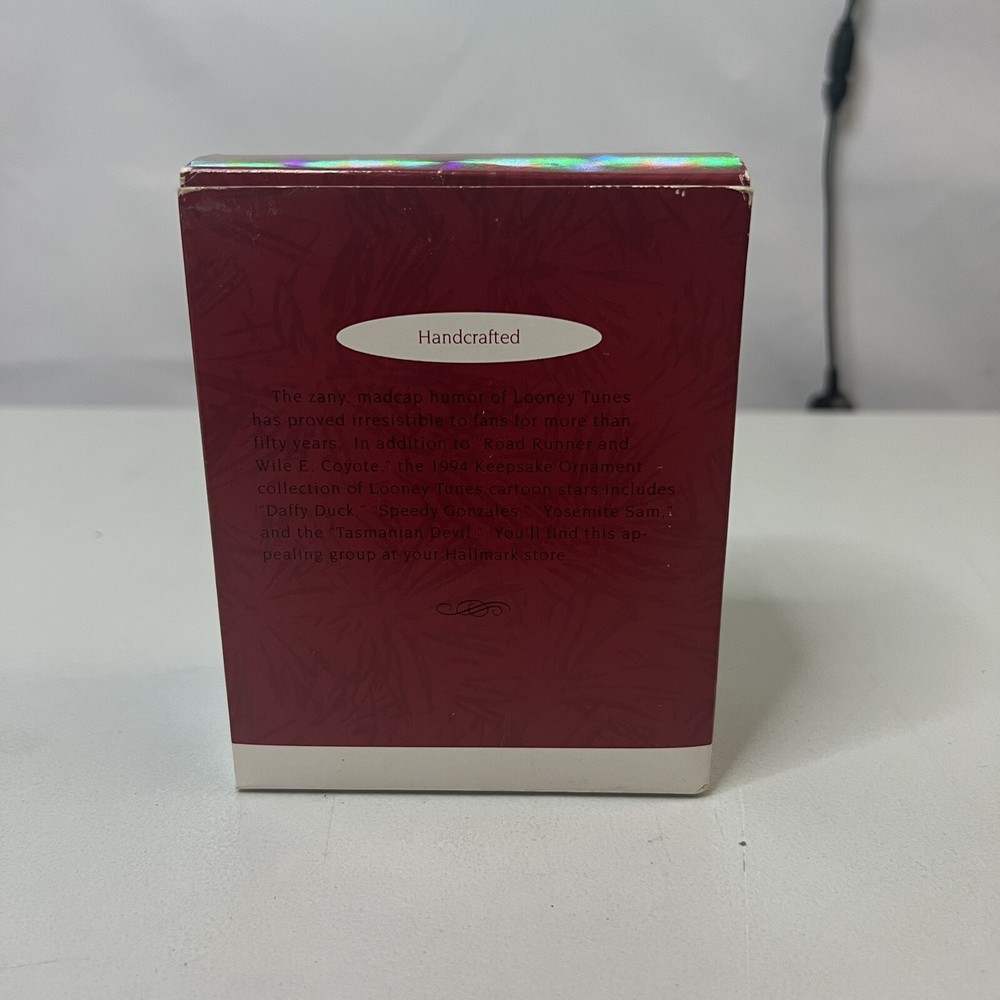 Handcrafted
The zany, madcap humor of Looney Tunes
has proved irresistible to fans for more than
fifty years. In addition to "Road Runner and
Wile E. Coyote," the 1994 Keepsake Ornament
collection of Looney Tunes cartoon stars includes
"Daffy Duck," "Speedy Gonzales," "Yosemite Sam,"
and the "Tasmanian Devil." You'll find this ap-
pealing group at your Hallmark store.